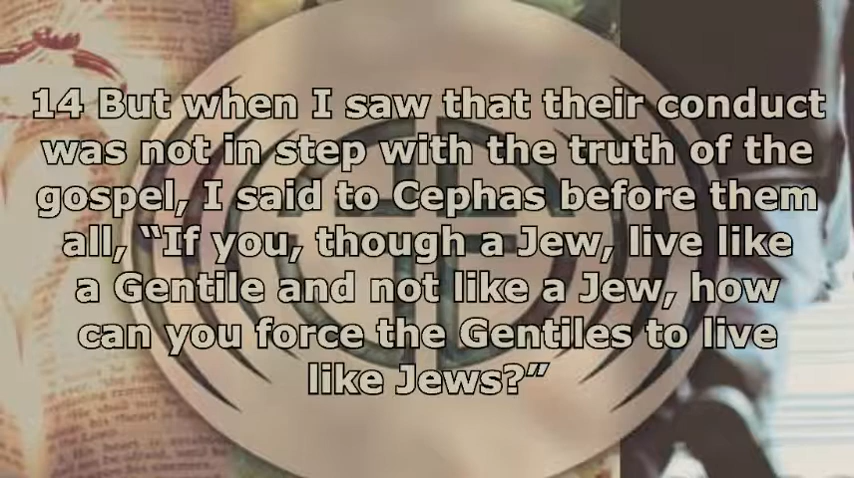 14 But when I saw that their conduct
was not in step with the truth of the
gospel, I said to Cephas before them
all, “If you, though a Jew, live like
a Gentile and not like a Jew, how
can you force the Gentiles to live
like Jews?”